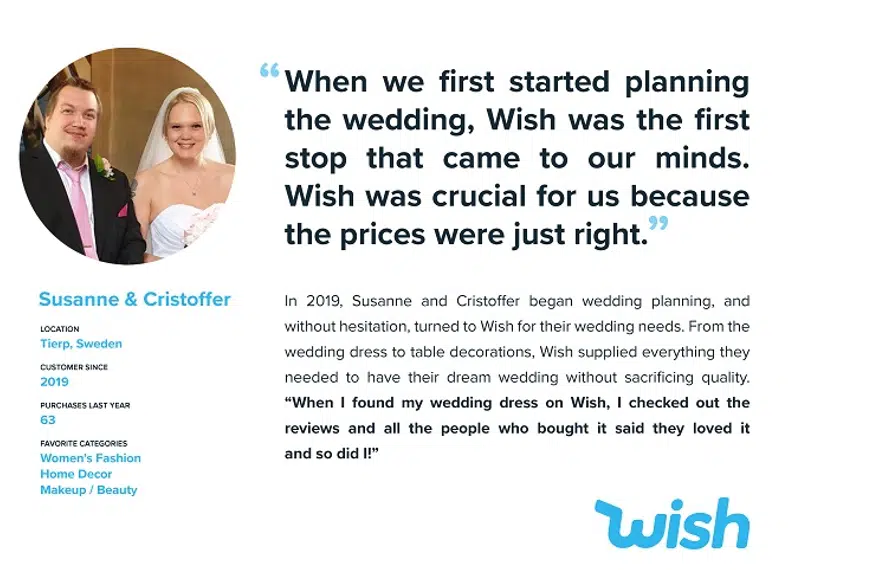 “When we first started planning
the wedding, Wish was the first
stop that came to our minds.
Wish was crucial for us because
the prices were just right.”
Susanne & Cristoffer
LOCATION
Tierp, Sweden
CUSTOMER SINCE
2019
PURCHASES LAST YEAR
63
FAVORITE CATEGORIES
Women's Fashion
Home Decor
Makeup / Beauty
In 2019, Susanne and Cristoffer began wedding planning, and
without hesitation, turned to Wish for their wedding needs. From the
wedding dress to table decorations, Wish supplied everything they
needed to have their dream wedding without sacrificing quality.
“When I found my wedding dress on Wish, I checked out the
reviews and all the people who bought it said they loved it
and so did I!”
wish